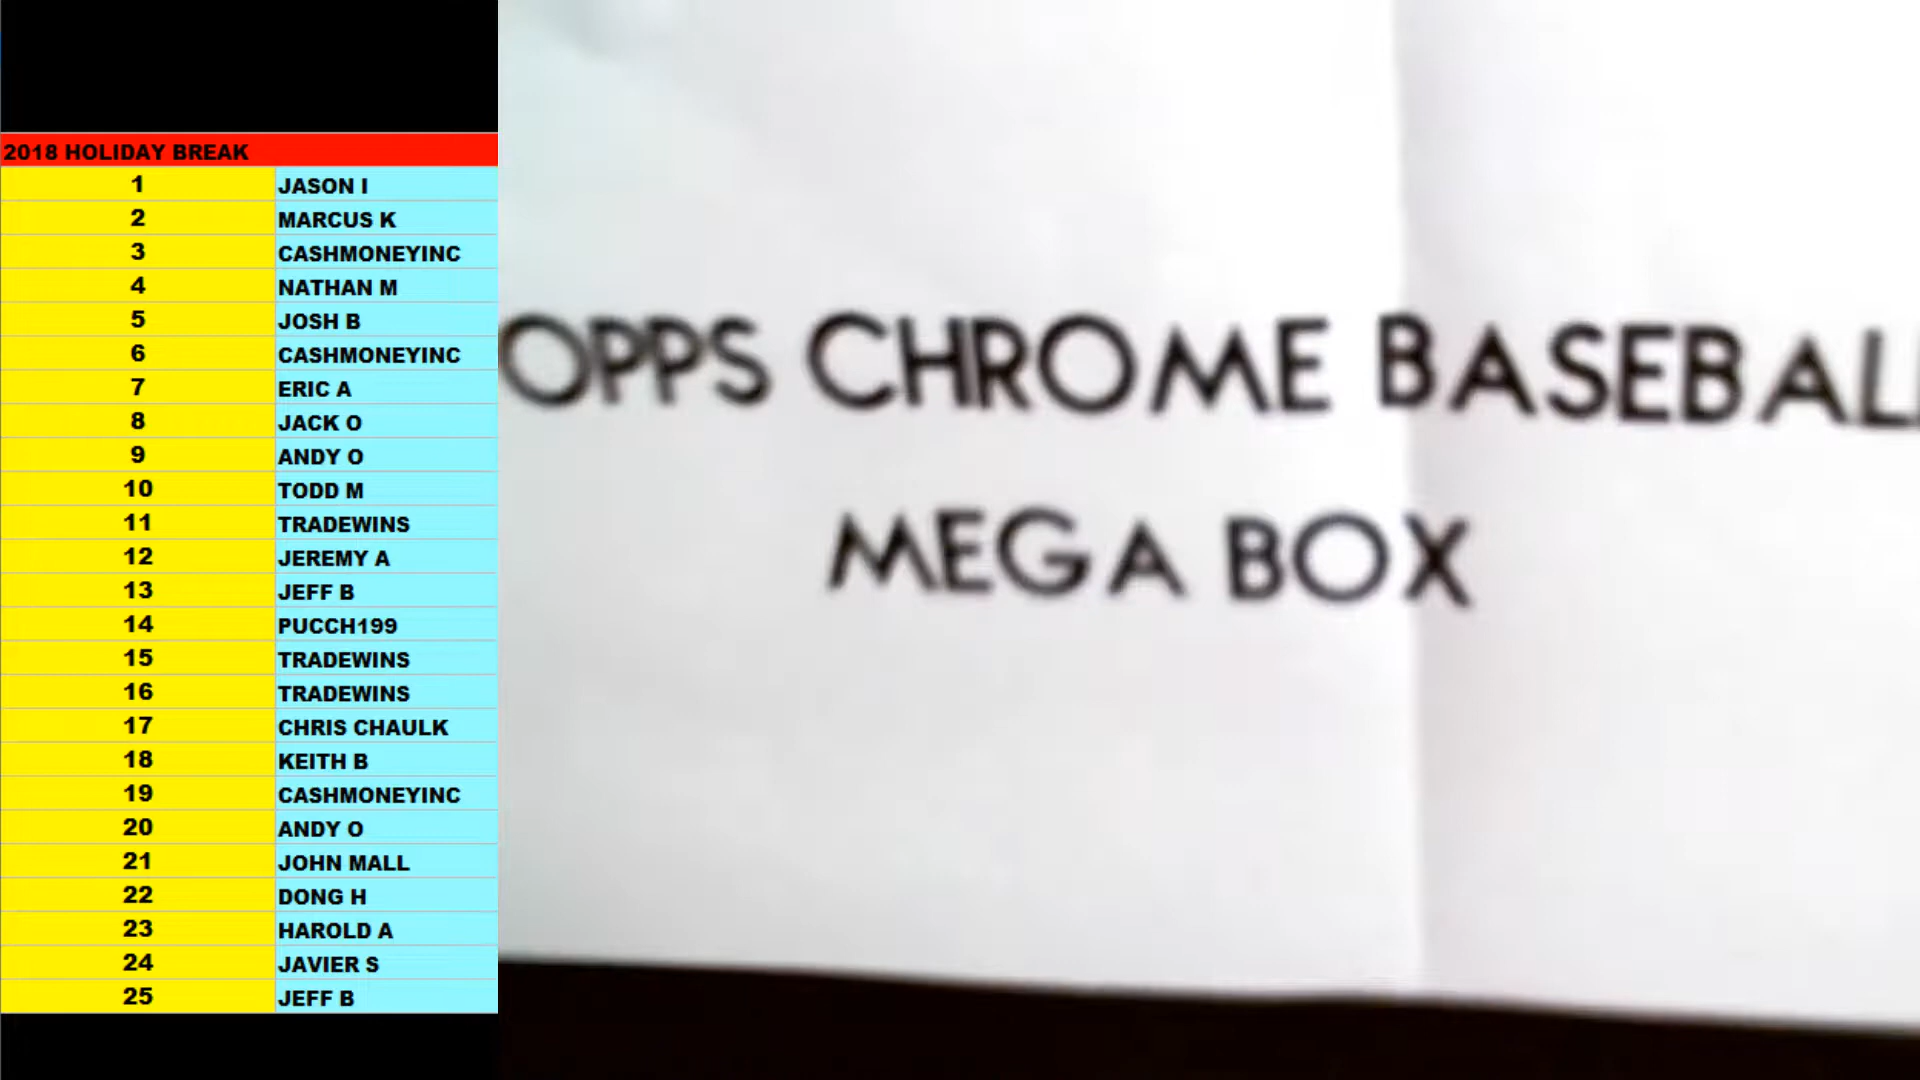 2018 HOLIDAY BREAK
1 JASON I
2 MARCUS K
3 CASHMONEYINC
4 NATHAN M
5 JOSH B
6 CASHMONEYINC
7 ERIC A
8 JACK O
9 ANDY O
10 TODD M
11 TRADEWINS
12 JEREMY A
13 JEFF B
14 PUCCH199
15 TRADEWINS
16 TRADEWINS
17 CHRIS CHAULK
18 KEITH B
19 CASHMONEYINC
20 ANDY O
21 JOHN MALL
22 DONG H
23 HAROLD A
24 JAVIER S
25 JEFF B
OPPS CHROME BASEBALL
MEGA BOX